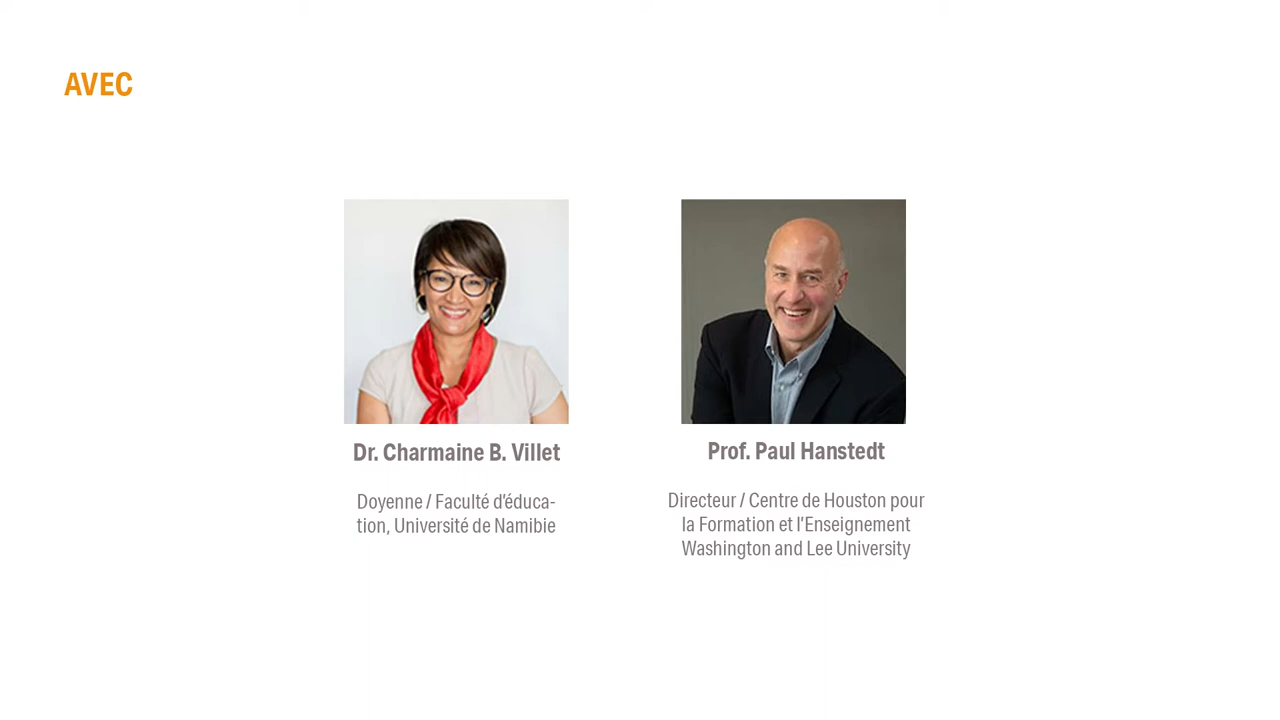 AVEC
Dr. Charmaine B. Villet
Doyenne / Faculté d'éduca-
tion, Université de Namibie
Prof. Paul Hanstedt
Directeur / Centre de Houston pour
la Formation et l'Enseignement
Washington and Lee University